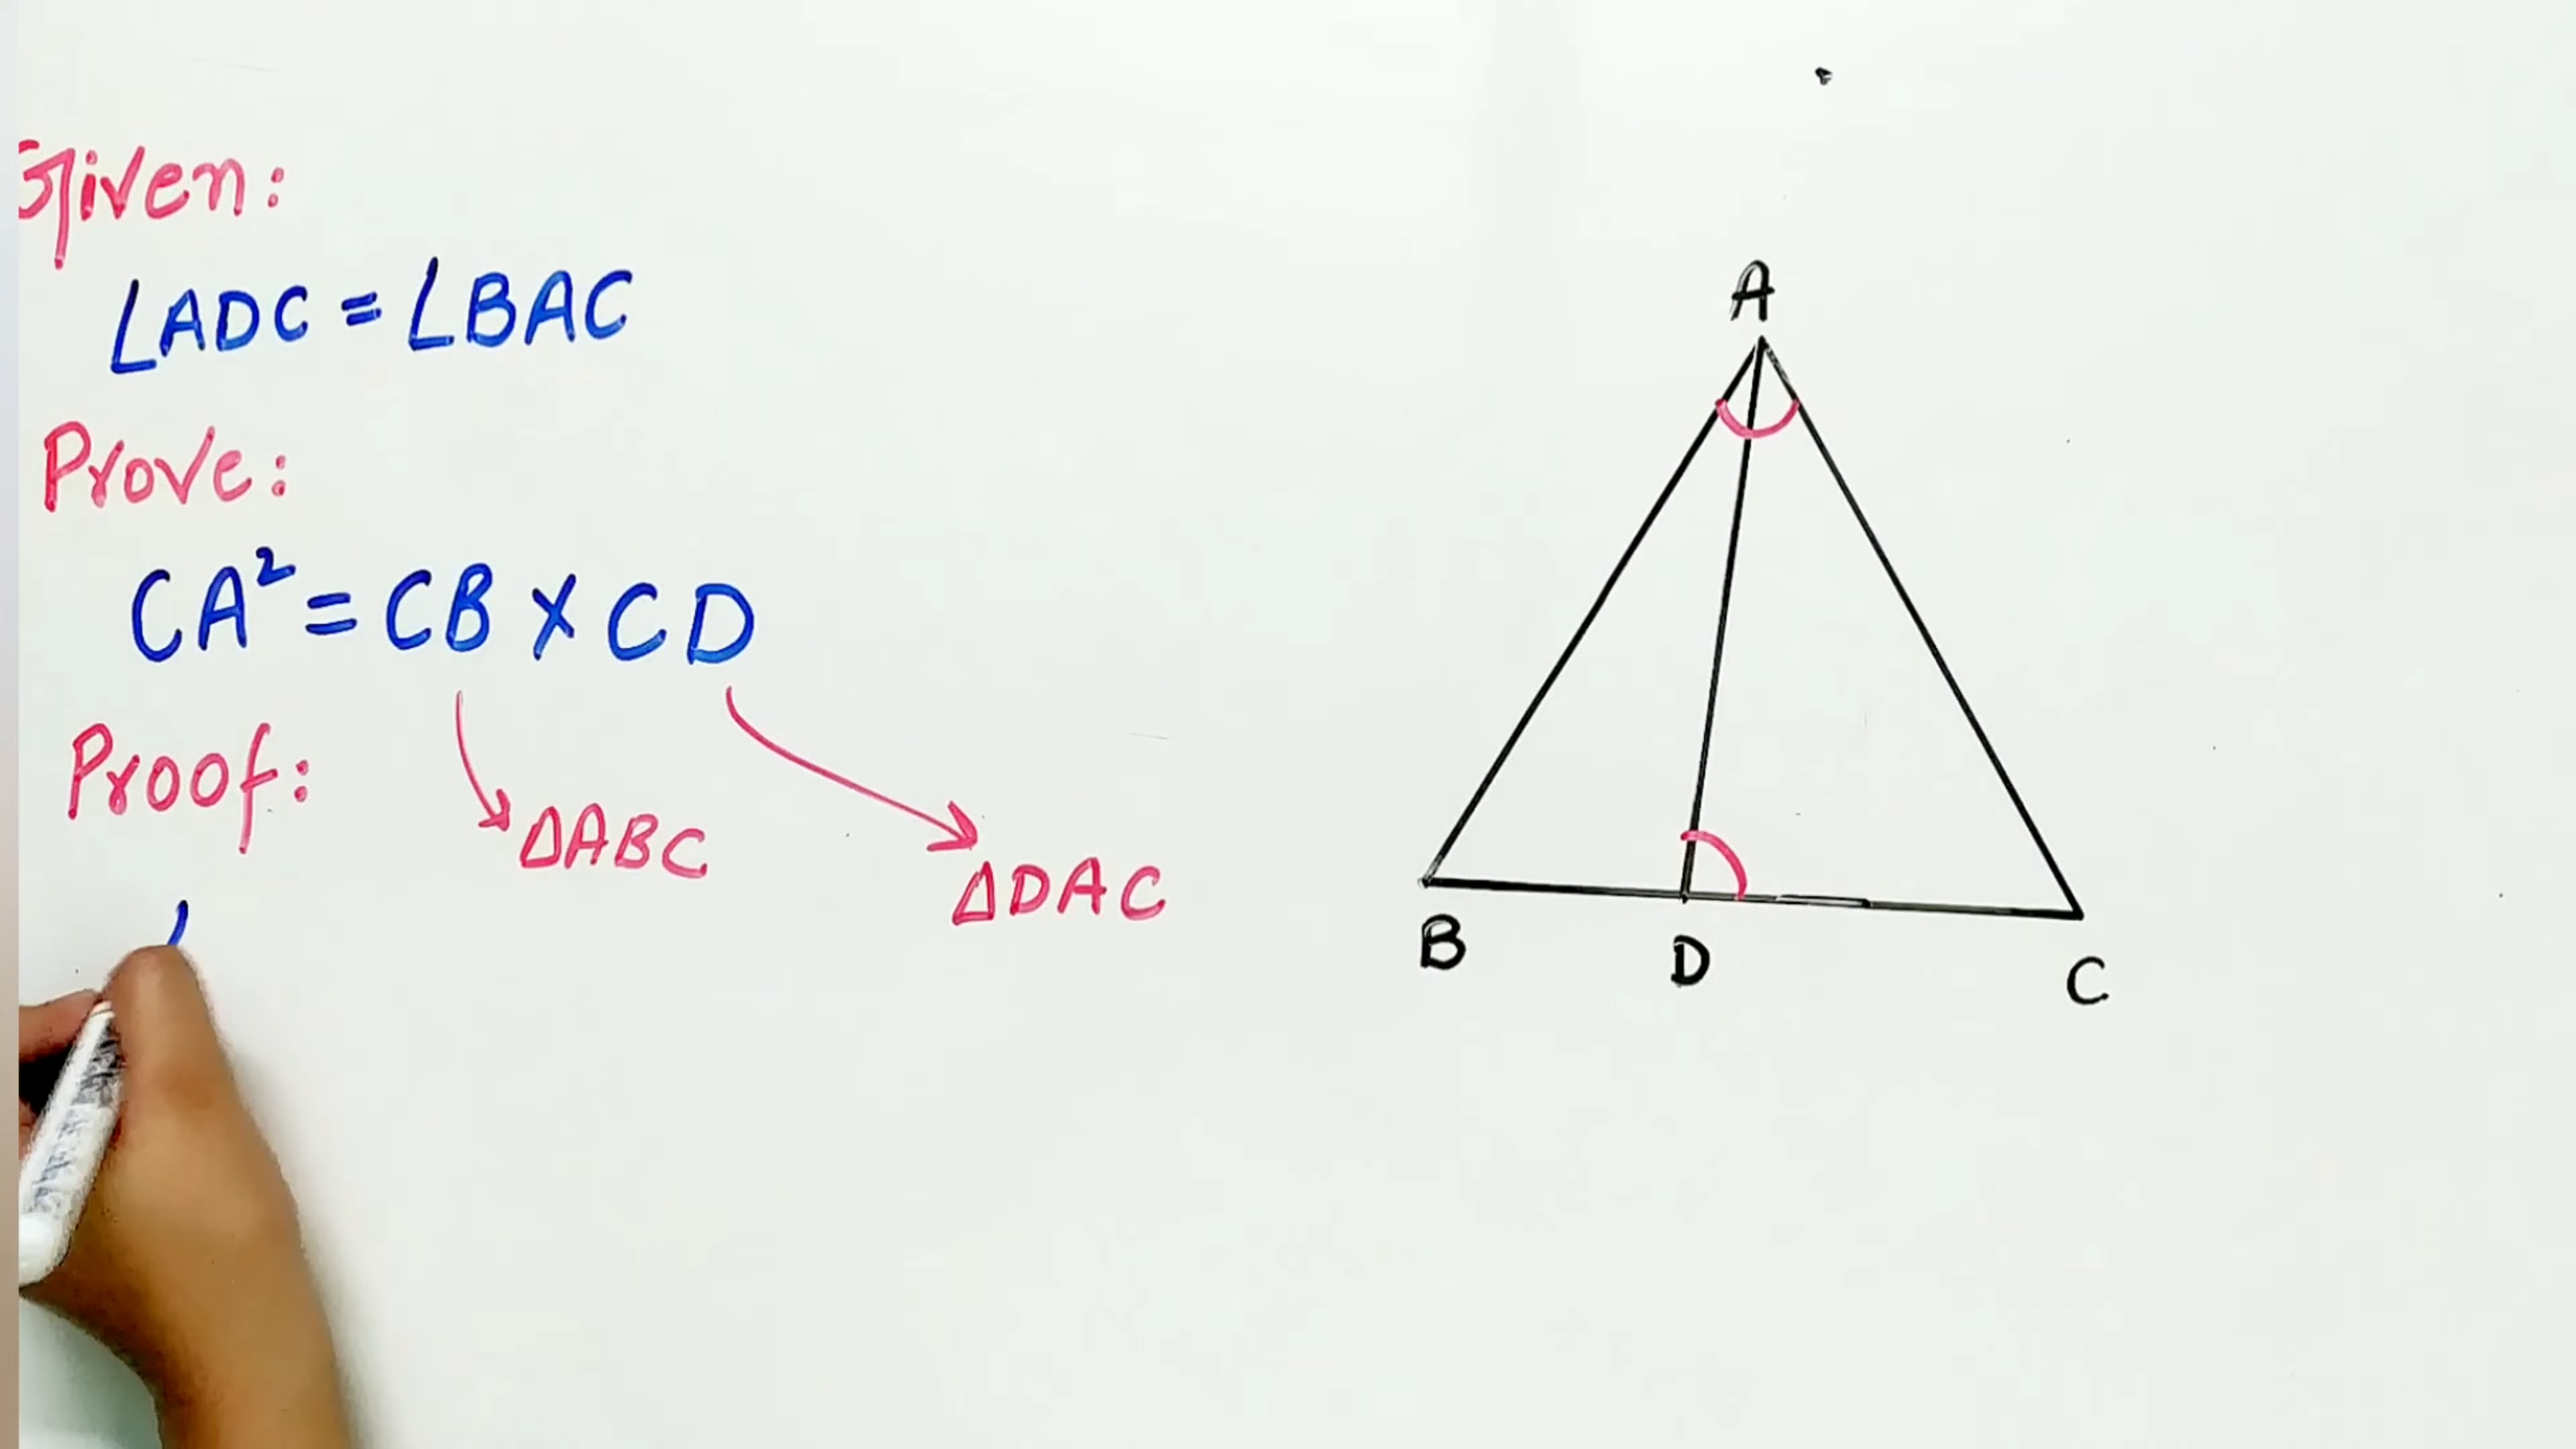 Given:
∠ADC = ∠BAC
Prove:
CA² = CB × CD
Proof:
ΔABC
ΔDAC
A
B
D
C